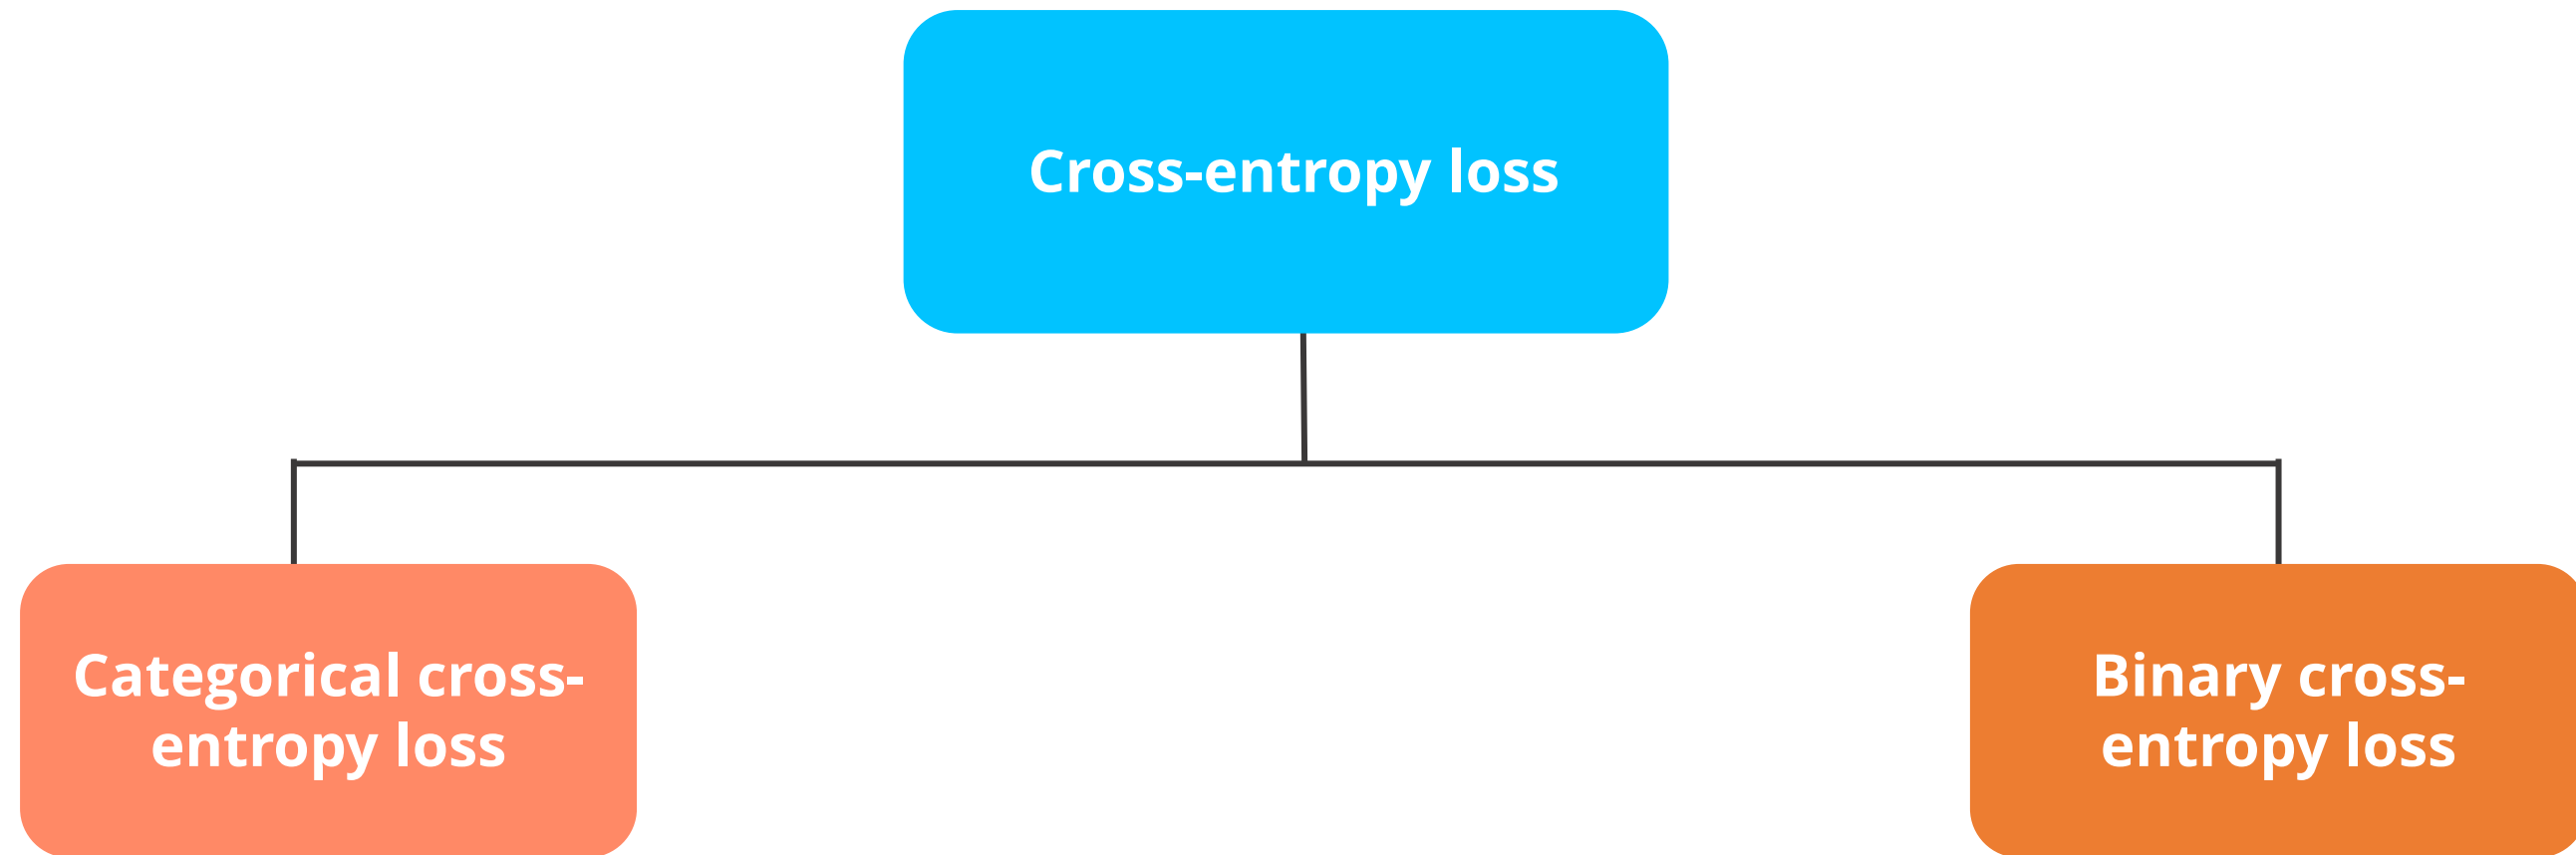 Cross-entropy loss
Categorical cross-
entropy loss
Binary cross-
entropy loss